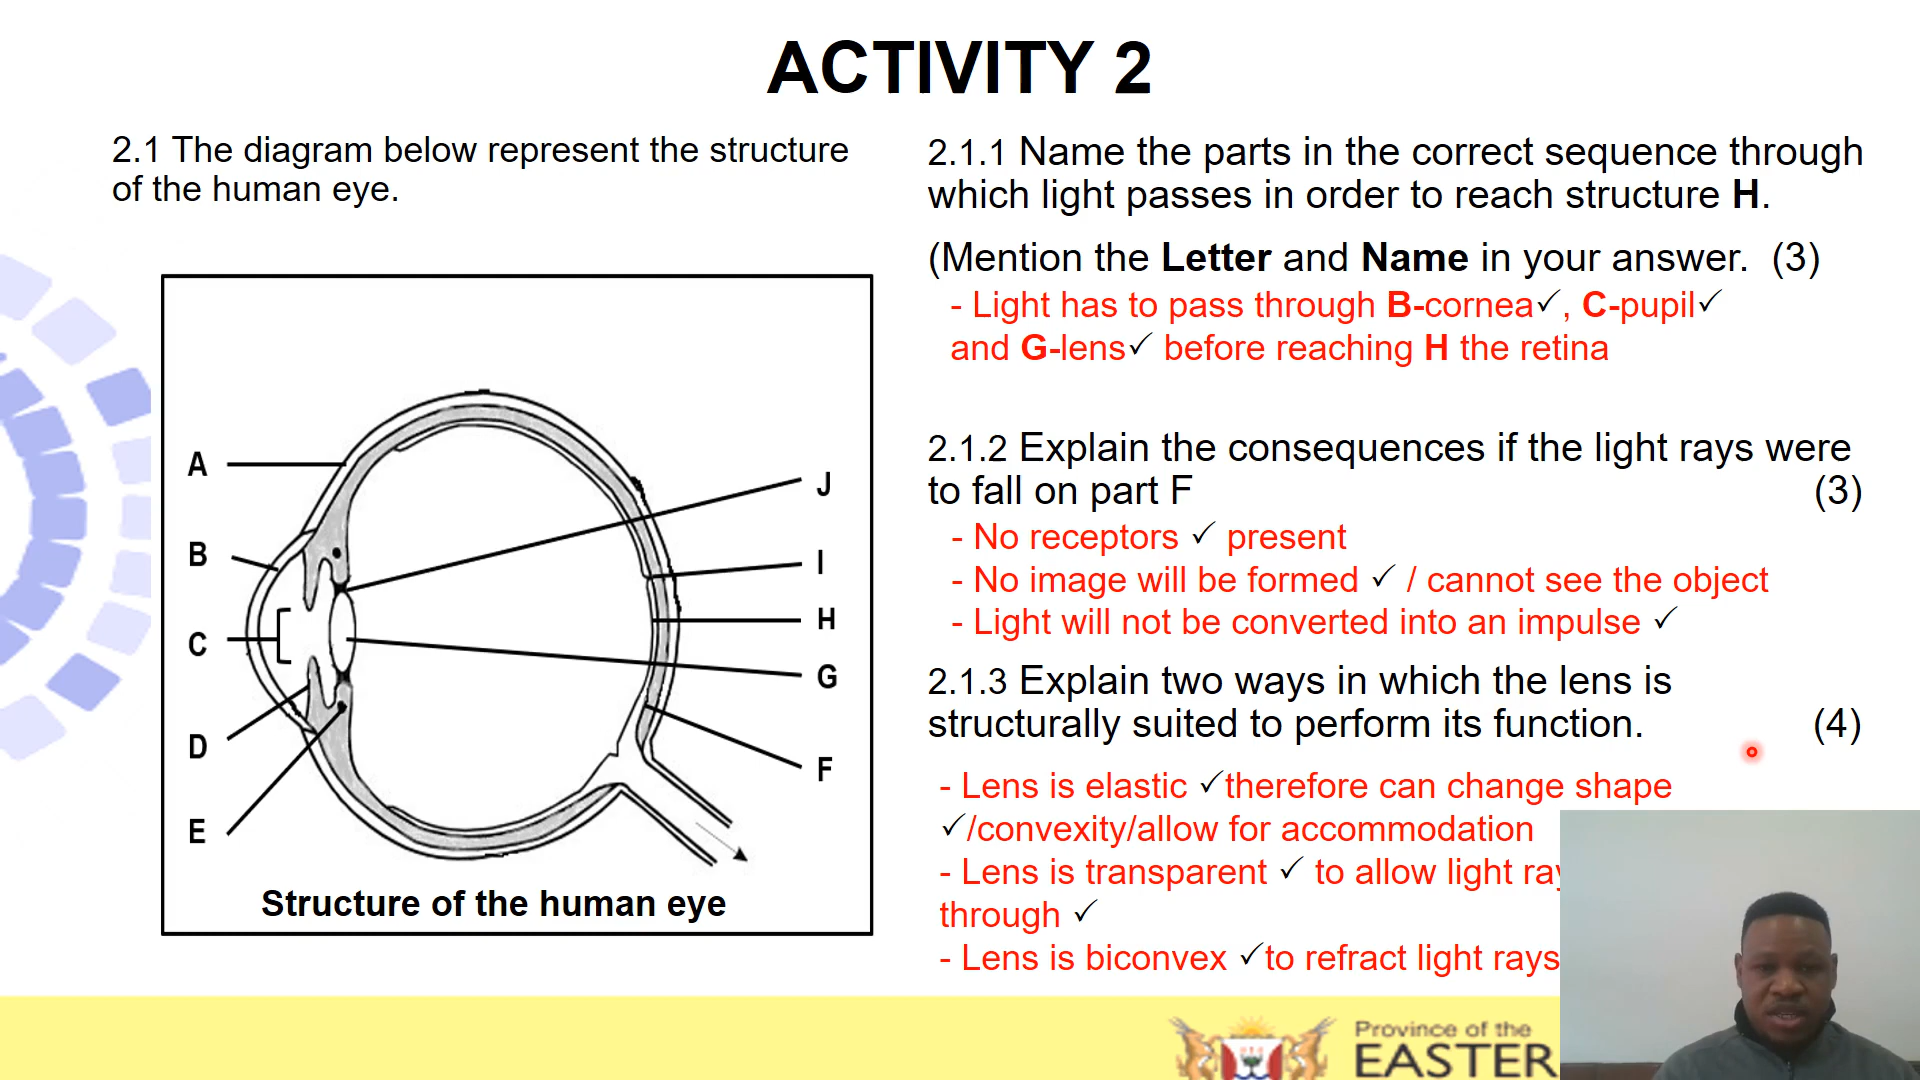 ACTIVITY 2
2.1 The diagram below represent the structure
of the human eye.
A
B
C
D
E
J
I
H
G
F
Structure of the human eye
2.1.1 Name the parts in the correct sequence through
which light passes in order to reach structure H.
(Mention the Letter and Name in your answer. (3)
- Light has to pass through B-cornea✓, C-pupil✓
and G-lens✓ before reaching H the retina
2.1.2 Explain the consequences if the light rays were
to fall on part F (3)
- No receptors ✓ present
- No image will be formed ✓ / cannot see the object
- Light will not be converted into an impulse ✓
2.1.3 Explain two ways in which the lens is
structurally suited to perform its function. (4)
- Lens is elastic ✓therefore can change shape
✓/convexity/allow for accommodation
- Lens is transparent ✓ to allow light
through ✓
- Lens is biconvex ✓to refract light rays
Province of the
EASTER